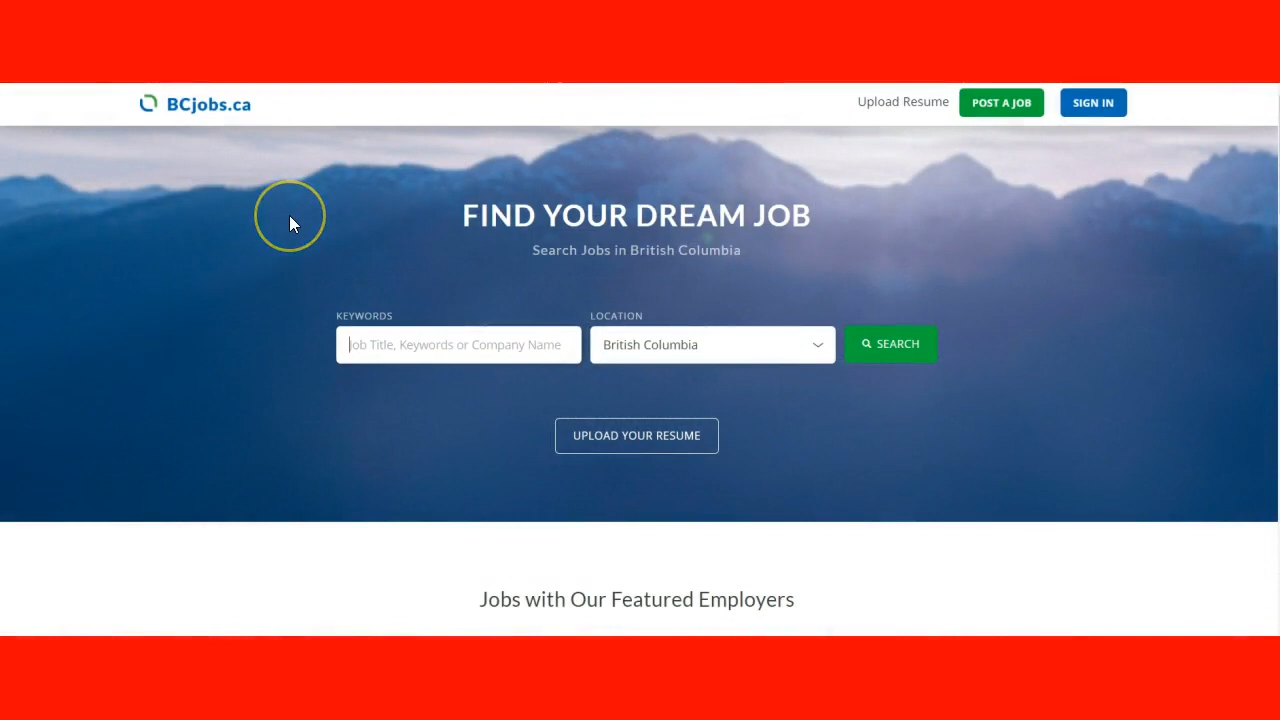 BCjobs.ca
Upload Resume
POST A JOB
SIGN IN
FIND YOUR DREAM JOB
Search Jobs in British Columbia
KEYWORDS
LOCATION
Job Title, Keywords or Company Name
British Columbia
SEARCH
UPLOAD YOUR RESUME
Jobs with Our Featured Employers